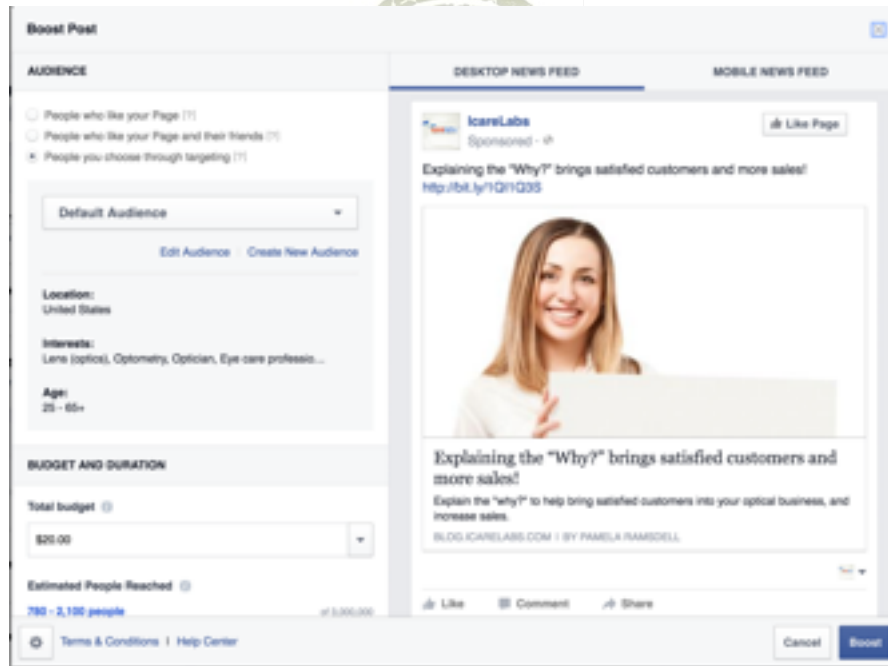 Boost Post
AUDIENCE
People who like your Page [?]
People who like your Page and their friends [?]
People you choose through targeting [?]
Default Audience
Edit Audience | Create New Audience
Location:
United States
Interests:
Lens (optics), Optometry, Optician, Eye care professio...
Age:
25 - 65+
BUDGET AND DURATION
Total budget
$20.00
Estimated People Reached
780 - 2,100 people
of 3,000,000
Terms & Conditions | Help Center
DESKTOP NEWS FEED
MOBILE NEWS FEED
IcareLabs
Sponsored ·
Like Page
Explaining the "Why?" brings satisfied customers and more sales!
http://bit.ly/1QI1Q3S
Explaining the "Why?" brings satisfied customers and
more sales!
Explain the "why?" to help bring satisfied customers into your optical business, and
increase sales.
BLOG.ICARELABS.COM | BY PAMELA RAMSDELL
Like Comment Share
Cancel Boost